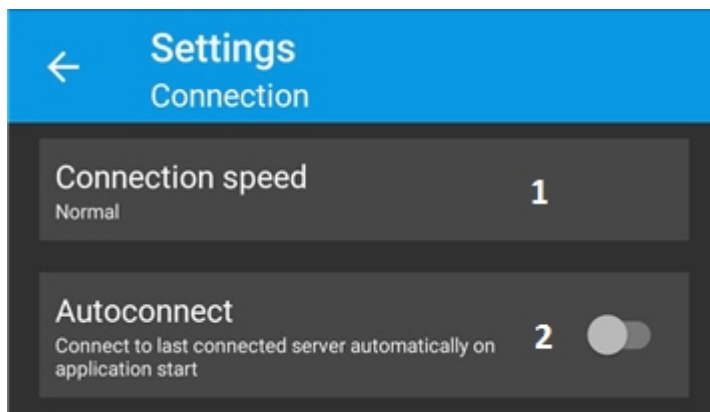 Settings
Connection
Connection speed
Normal
1
Autoconnect
Connect to last connected server automatically on
application start
2